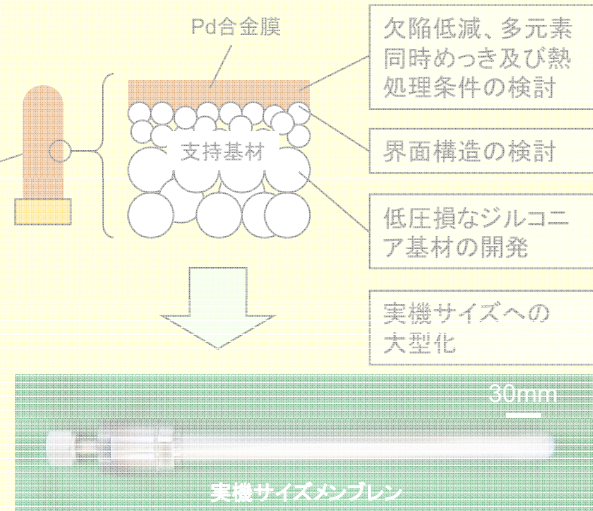 Pd合金膜
欠陥低減、多元素
同時めっき及び熱
処理条件の検討
支持基材
界面構造の検討
低圧損なジルコニ
ア基材の開発
実機サイズへの
大型化
30mm
実機サイズメンブレン